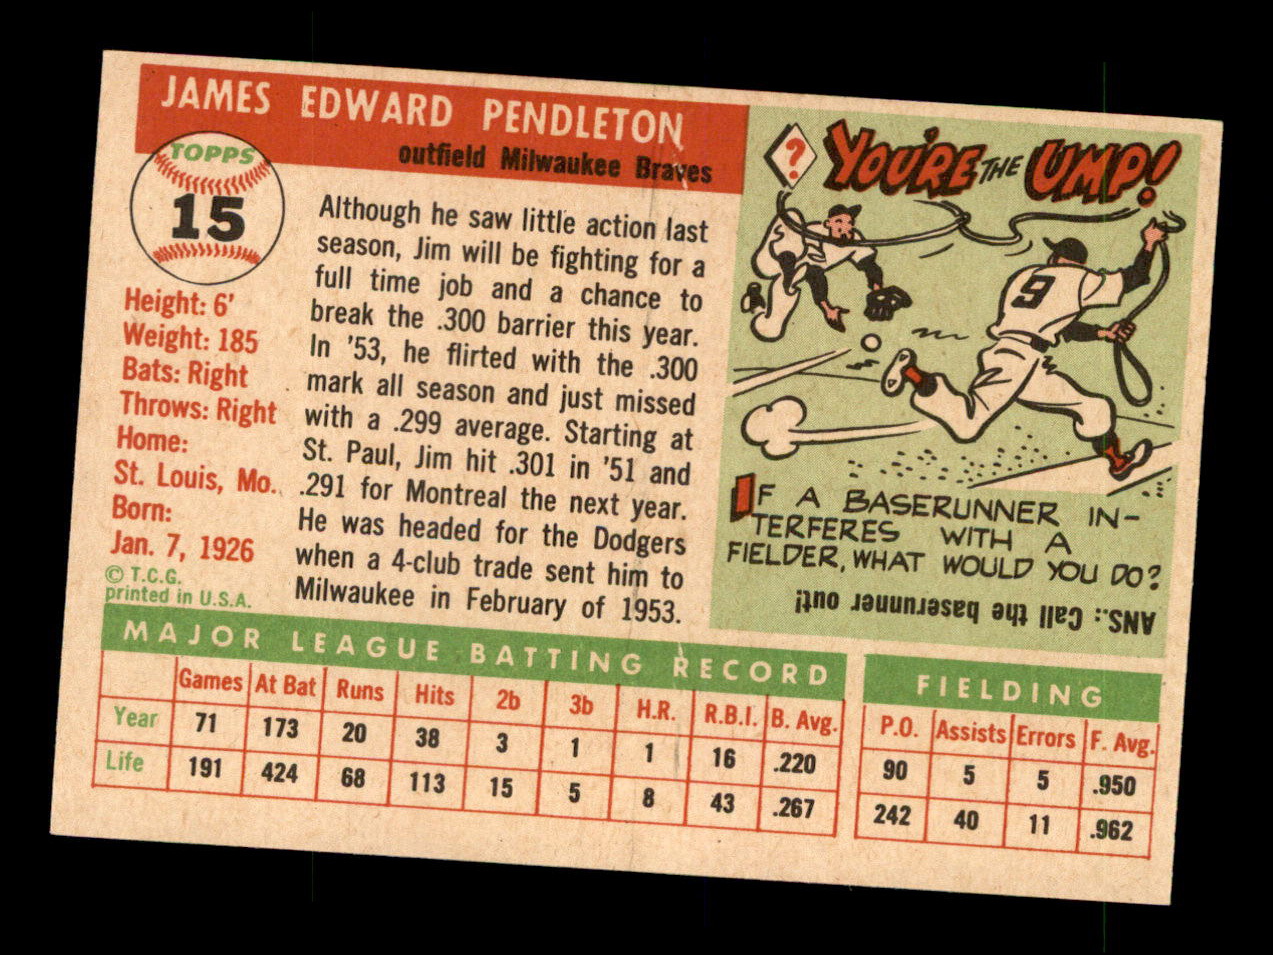 JAMES EDWARD PENDLETON
outfield Milwaukee Braves
TOPPS
15
Height: 6'
Weight: 185
Bats: Right
Throws: Right
Home:
St. Louis, Mo.
Born:
Jan. 7, 1926
© T.C.G.
printed in U.S.A.
Although he saw little action last
season, Jim will be fighting for a
full time job and a chance to
break the .300 barrier this year.
In '53, he flirted with the .300
mark all season and just missed
with a .299 average. Starting at
St. Paul, Jim hit .301 in '51 and
.291 for Montreal the next year.
He was headed for the Dodgers
when a 4-club trade sent him to
Milwaukee in February of 1953.
?
YOU'RE THE UMP!
9
IF A BASERUNNER IN-
TERFERES WITH A
FIELDER, WHAT WOULD YOU DO?
ANS.: Call the baserunner out!
MAJOR LEAGUE BATTING RECORD
Games At Bat Runs Hits 2b 3b H.R. R.B.I. B. Avg.
Year 71 173 20 38 3 1 1 16 .220
Life 191 424 68 113 15 5 8 43 .267
FIELDING
P.O. Assists Errors F. Avg.
90 5 5 .950
242 40 11 .962